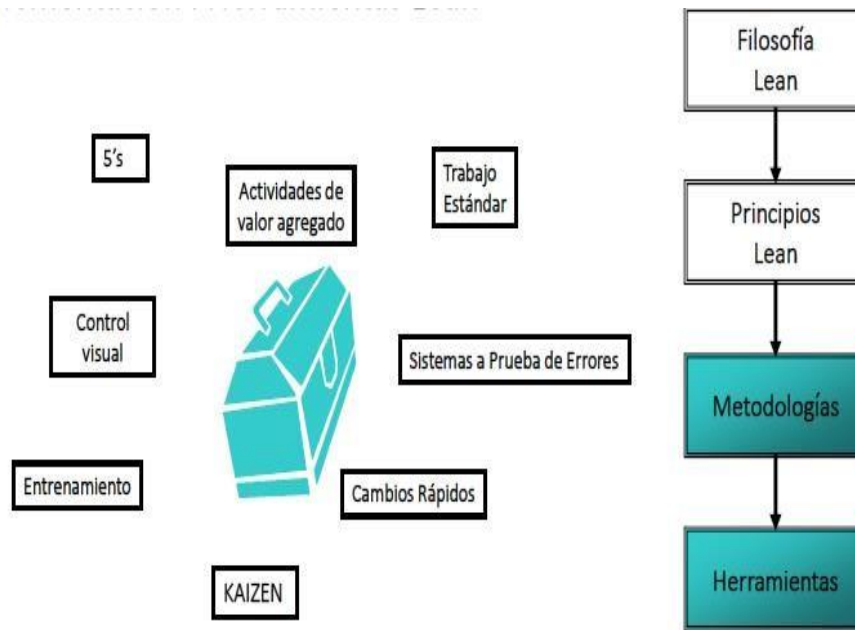 5's
Actividades de
valor agregado
Trabajo
Estándar
Control
visual
Sistemas a Prueba de Errores
Entrenamiento
Cambios Rápidos
KAIZEN
Filosofía
Lean
Principios
Lean
Metodologías
Herramientas